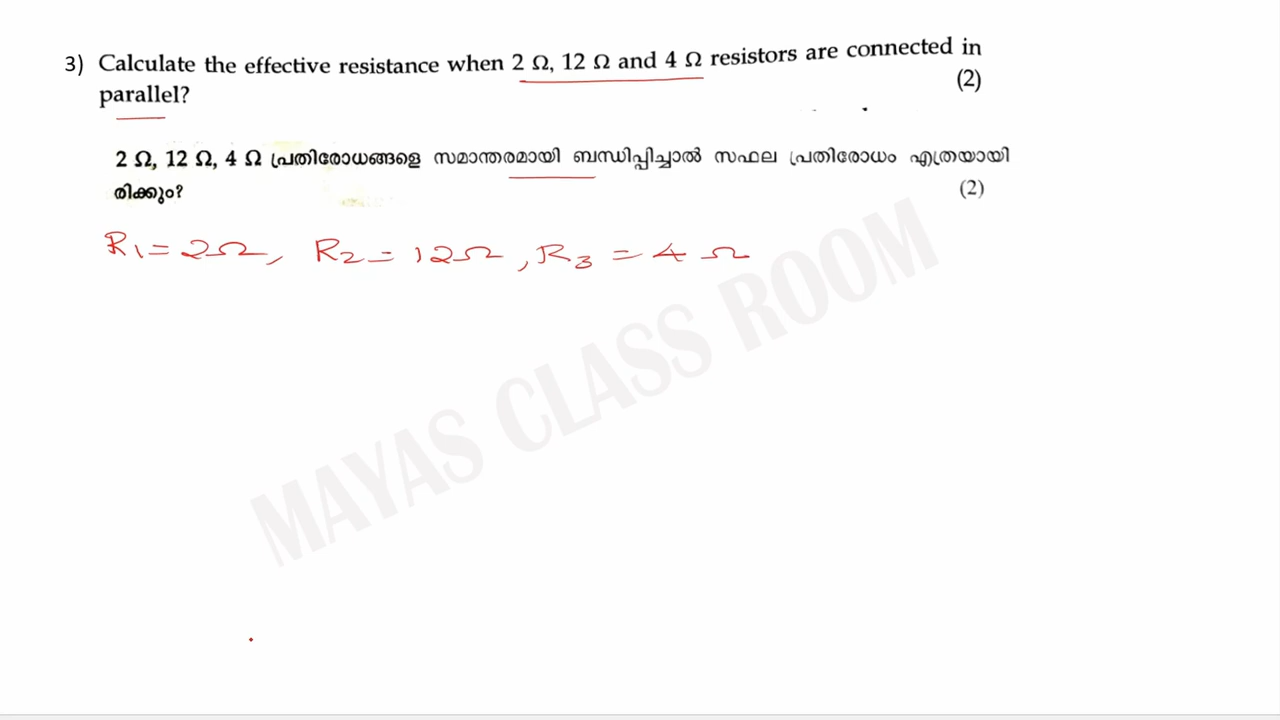 3) Calculate the effective resistance when 2 Ω, 12 Ω and 4 Ω resistors are connected in
parallel? (2)
2 Ω, 12 Ω, 4 Ω പ്രതിരോധങ്ങളെ സമാന്തരമായി ബന്ധിപ്പിച്ചാൽ സഫല പ്രതിരോധം എത്രയായി
രിക്കും? (2)
R1 = 2Ω, R2 = 12Ω, R3 = 4 Ω
MAYAS CLASS ROOM